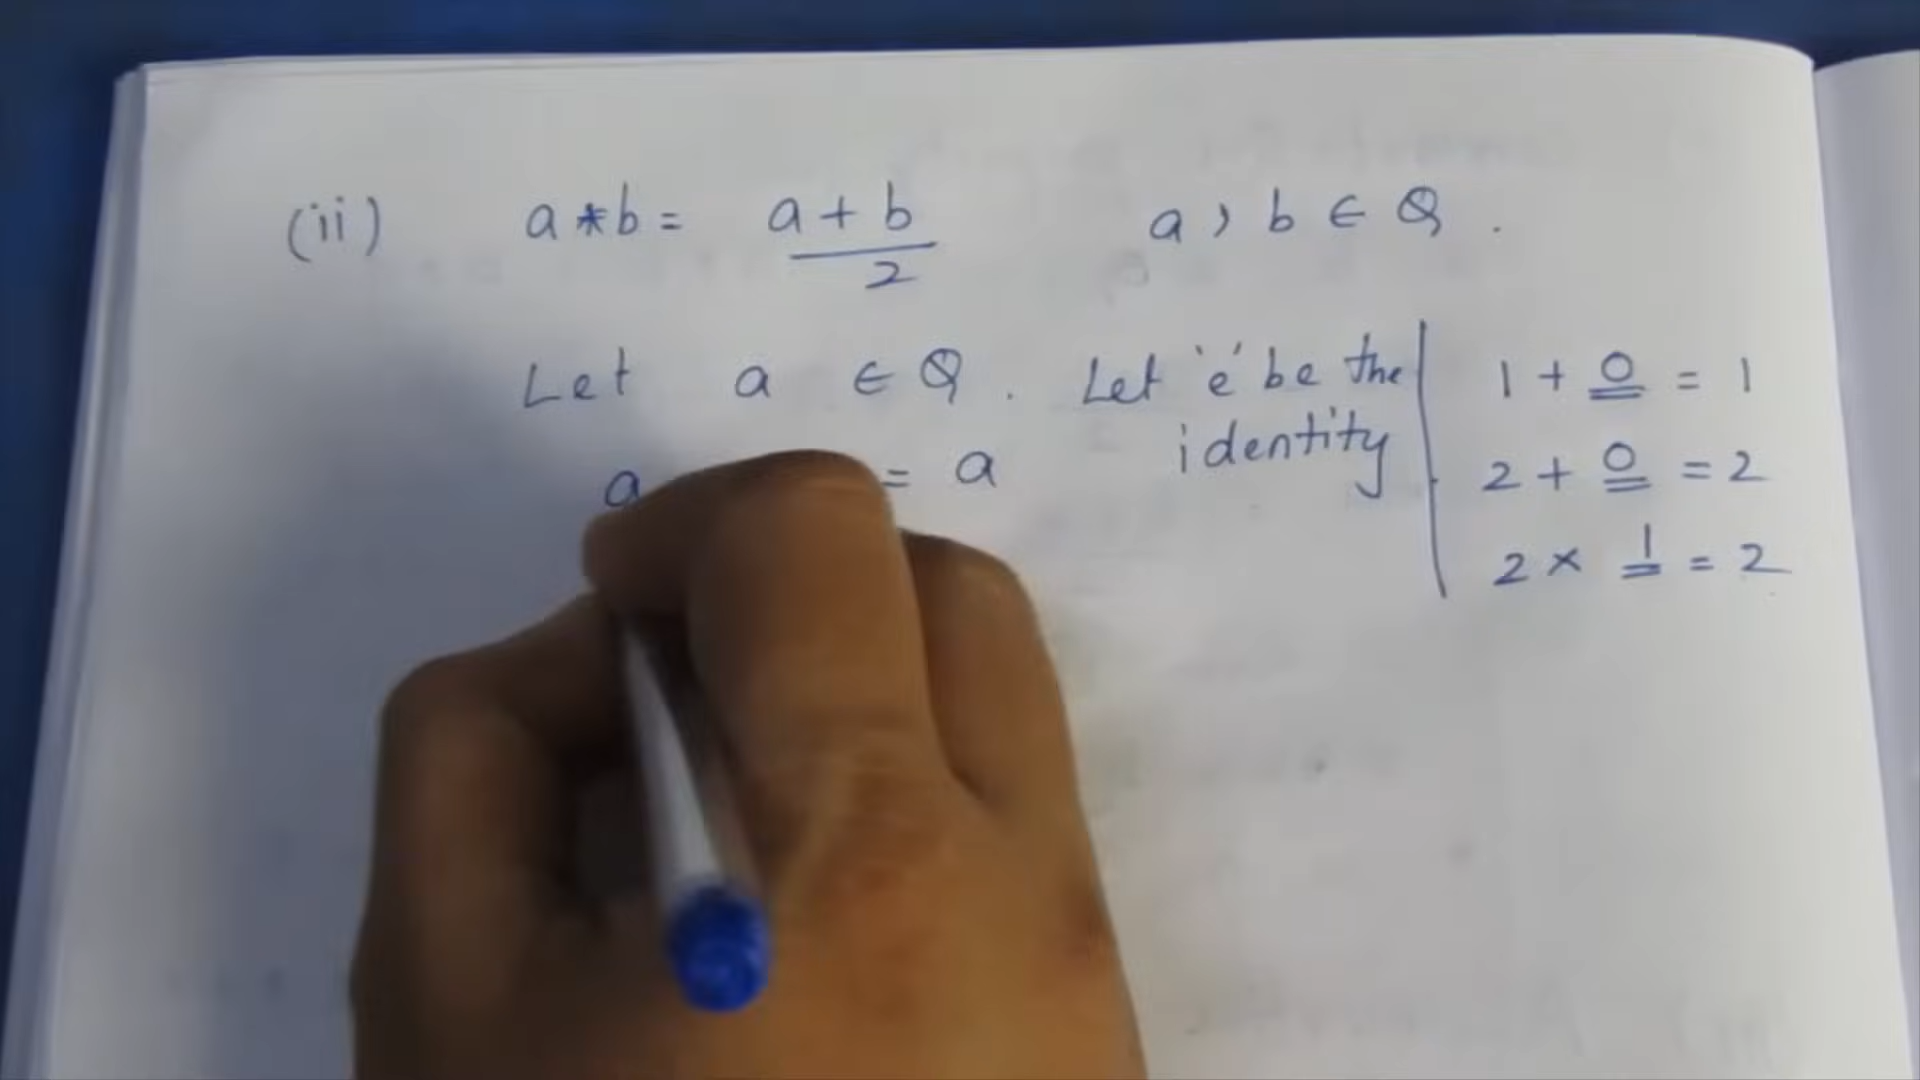 (ii) a * b = a + b / 2 a, b ∈ Q.
Let a ∈ Q. Let 'e' be the
identity
a = a
1 + 0 = 1
2 + 0 = 2
2 × 1 = 2